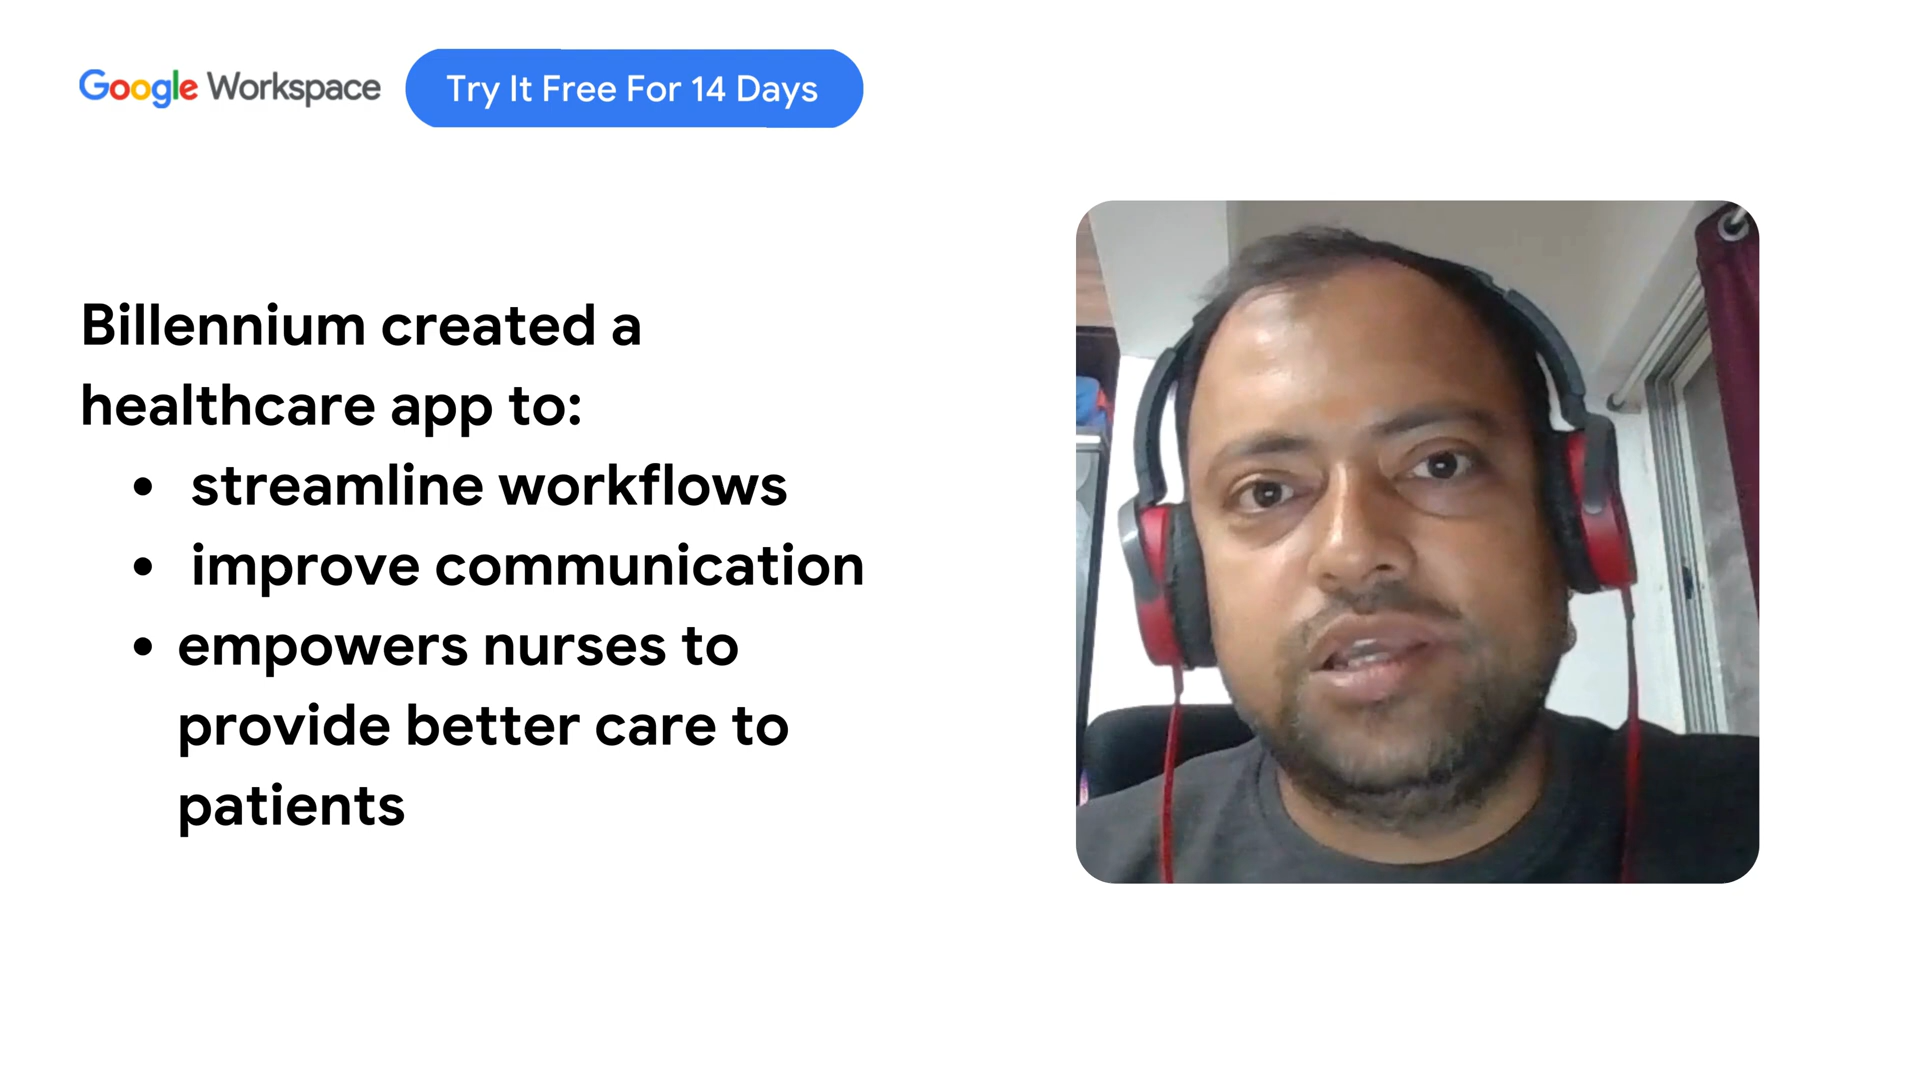 Google Workspace
Try It Free For 14 Days
Billennium created a
healthcare app to:
• streamline workflows
• improve communication
• empowers nurses to
provide better care to
patients